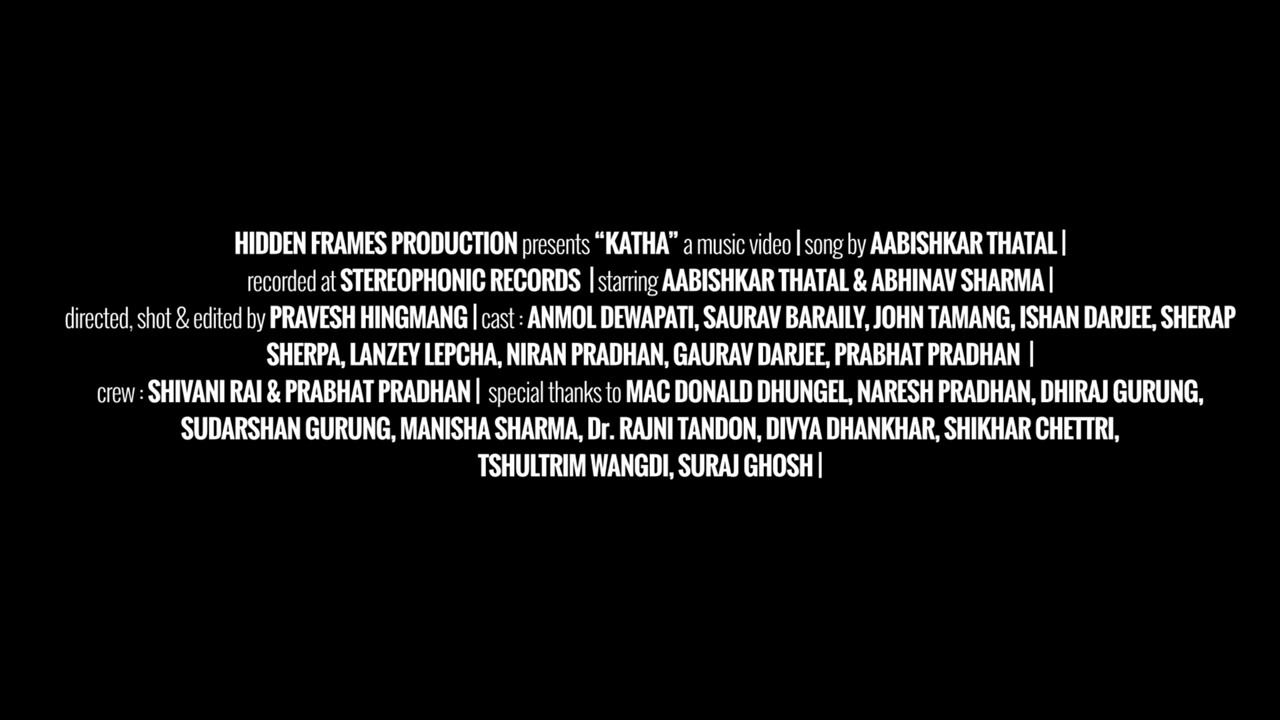 HIDDEN FRAMES PRODUCTION presents “KATHA” a music video | song by AABISHKAR THATAL |
recorded at STEREOPHONIC RECORDS | starring AABISHKAR THATAL & ABHINAV SHARMA |
directed, shot & edited by PRAVESH HINGMANG | cast : ANMOL DEWAPATI, SAURAV BARAILY, JOHN TAMANG, ISHAN DARJEE, SHERAP
SHERPA, LANZEY LEPCHA, NIRAN PRADHAN, GAURAV DARJEE, PRABHAT PRADHAN |
crew : SHIVANI RAI & PRABHAT PRADHAN | special thanks to MAC DONALD DHUNGEL, NARESH PRADHAN, DHIRAJ GURUNG,
SUDARSHAN GURUNG, MANISHA SHARMA, Dr. RAJNI TANDON, DIVYA DHANKHAR, SHIKHAR CHETTRI,
TSHULTRIM WANGDI, SURAJ GHOSH |